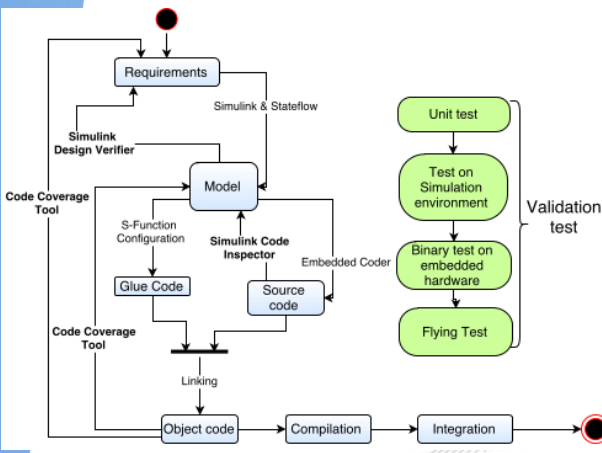 Requirements
Simulink & Stateflow
Simulink
Design Verifier
Model
Code Coverage
Tool
S-Function
Configuration
Simulink Code
Inspector
Embedded Coder
Glue Code
Source
code
Code Coverage
Tool
Linking
Object code
Compilation
Integration
Unit test
Test on
Simulation
environment
Binary test on
embedded
hardware
Flying Test
Validation
test